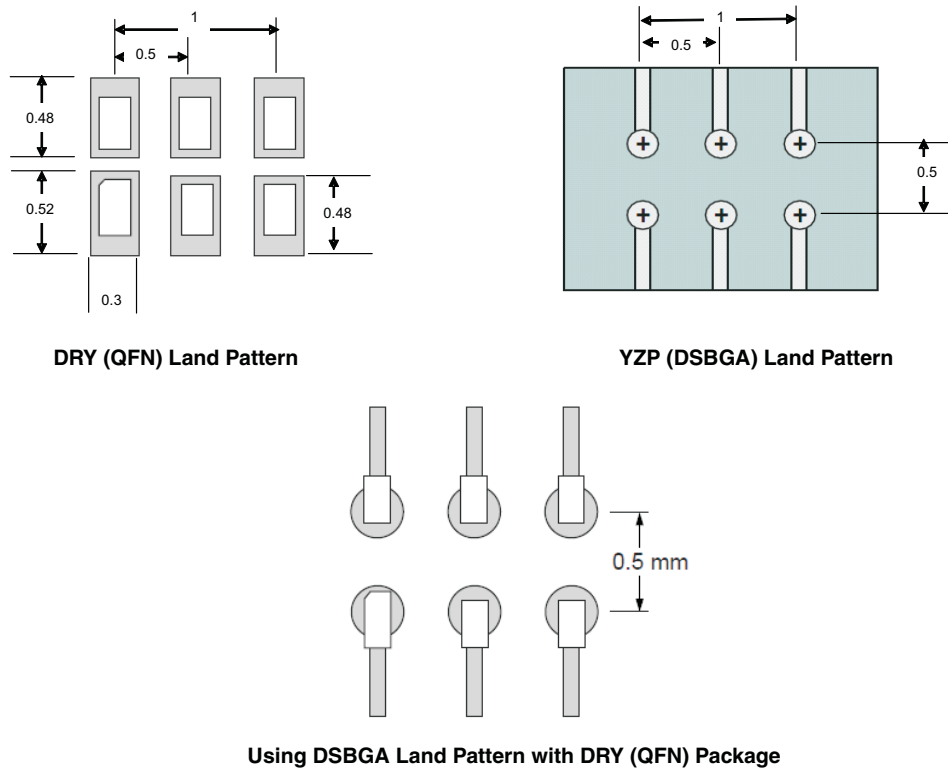 1
0.5
0.48
0.52
0.48
0.3
DRY (QFN) Land Pattern
1
0.5
0.5
YZP (DSBGA) Land Pattern
0.5 mm
Using DSBGA Land Pattern with DRY (QFN) Package